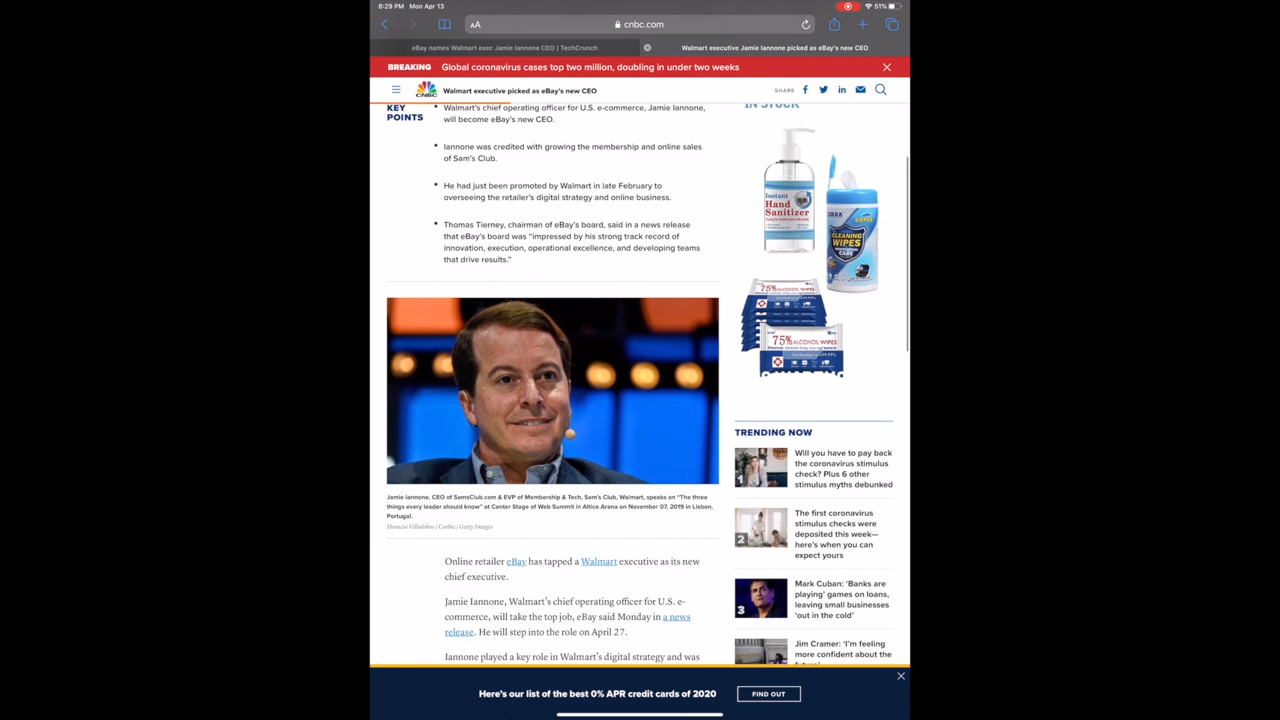 8:29 PM Mon Apr 13
51%
AA
cnbc.com
eBay names Walmart exec Jamie Iannone CEO | TechCrunch
Walmart executive Jamie Iannone picked as eBay's new CEO
BREAKING Global coronavirus cases top two million, doubling in under two weeks
CNBC
Walmart executive picked as eBay's new CEO
SHARE
KEY
POINTS
Walmart's chief operating officer for U.S. e-commerce, Jamie Iannone,
will become eBay's new CEO.
Iannone was credited with growing the membership and online sales
of Sam's Club.
He had just been promoted by Walmart in late February to
overseeing the retailer's digital strategy and online business.
Thomas Tierney, chairman of eBay's board, said in a news release
that eBay's board was “impressed by his strong track record of
innovation, execution, operational excellence, and developing teams
that drive results.”
Jamie Iannone, CEO of SamsClub.com & EVP of Membership & Tech, Sam's Club, Walmart, speaks on “The three
things every leader should know” at Center Stage of Web Summit in Altice Arena on November 07, 2019 in Lisbon,
Portugal.
Horacio Villalobos | Corbis | Getty Images
Online retailer eBay has tapped a Walmart executive as its new
chief executive.
Jamie Iannone, Walmart's chief operating officer for U.S. e-
commerce, will take the top job, eBay said Monday in a news
release. He will step into the role on April 27.
Iannone played a key role in Walmart's digital strategy and was
IN STOCK
Instant
Hand
Sanitizer
CLEANING
WIPES
75% ALCOHOL WIPES
75% ALCOHOL WIPES
TRENDING NOW
1
Will you have to pay back
the coronavirus stimulus
check? Plus 6 other
stimulus myths debunked
2
The first coronavirus
stimulus checks were
deposited this week—
here's when you can
expect yours
3
Mark Cuban: ‘Banks are
playing’ games on loans,
leaving small businesses
‘out in the cold’
Jim Cramer: ‘I'm feeling
more confident about the
Here's our list of the best 0% APR credit cards of 2020
FIND OUT